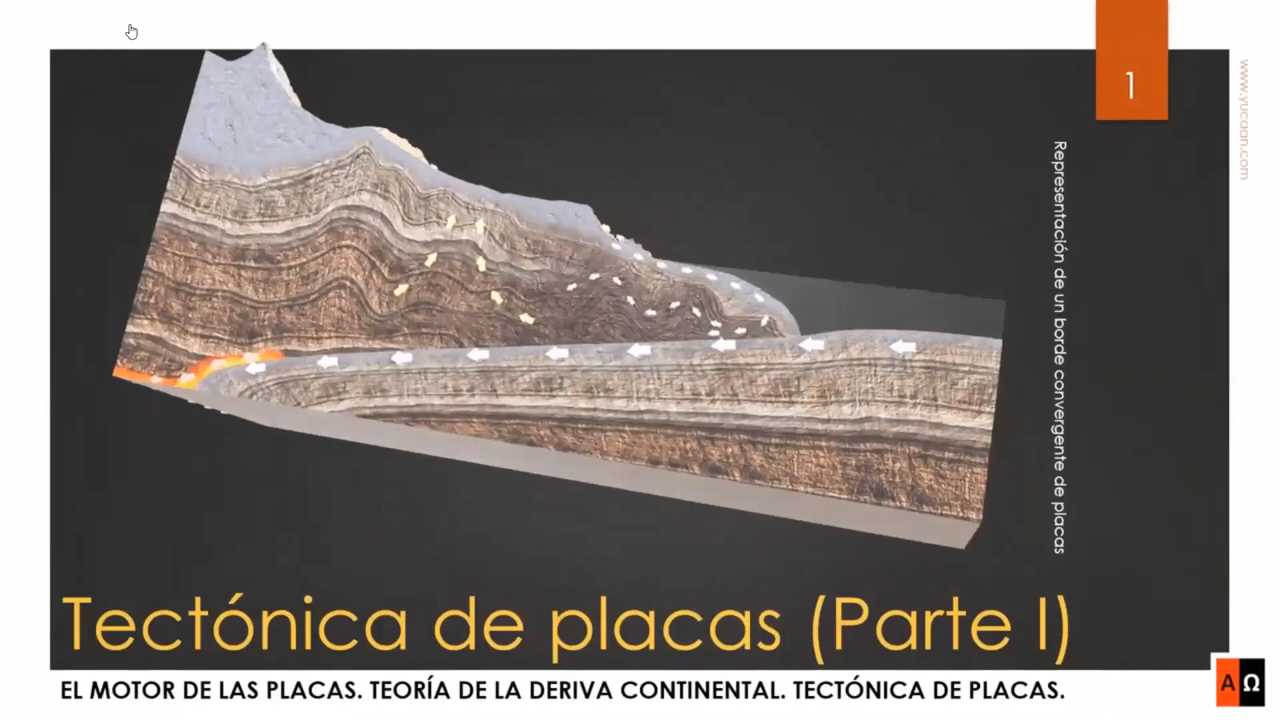 1
www.yucaan.com
Representación de un borde convergente de placas
Tectónica de placas (Parte I)
EL MOTOR DE LAS PLACAS. TEORÍA DE LA DERIVA CONTINENTAL. TECTÓNICA DE PLACAS.
AΩ